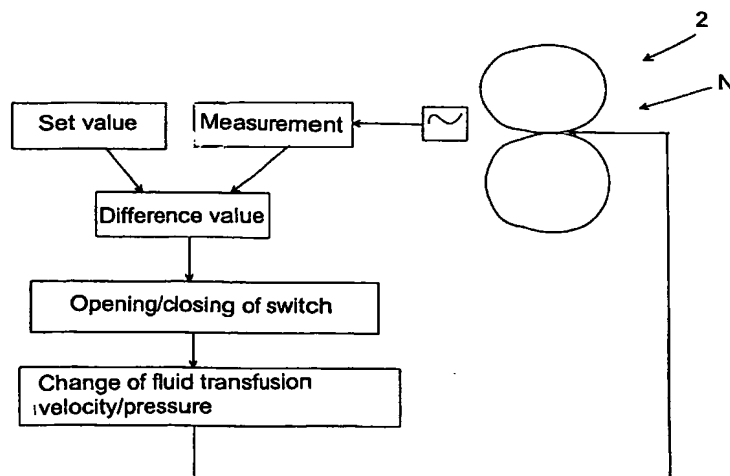 2
N
Set value
Measurement
Difference value
Opening/closing of switch
Change of fluid transfusion
velocity/pressure